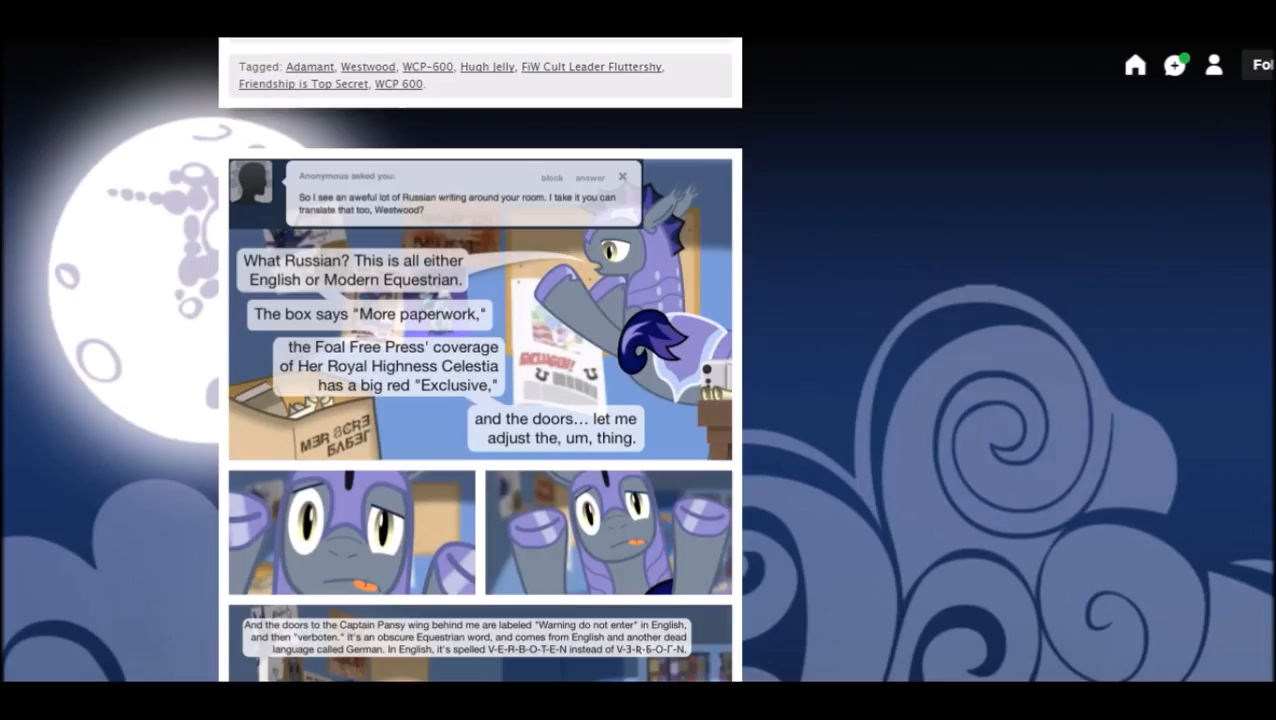 Tagged: Adamant, Westwood, WCP-600, Hugh Jelly, FiW Cult Leader Fluttershy,
Friendship is Top Secret, WCP 600.
Fol
Anonymous asked you:
block answer
So I see an aweful lot of Russian writing around your room. I take it you can
translate that too, Westwood?
What Russian? This is all either
English or Modern Equestrian.
The box says "More paperwork,"
the Foal Free Press' coverage
of Her Royal Highness Celestia
has a big red "Exclusive,"
and the doors... let me
adjust the, um, thing.
And the doors to the Captain Pansy wing behind me are labeled "Warning do not enter" in English,
and then "verboten." It's an obscure Equestrian word, and comes from English and another dead
language called German. In English, it's spelled V-E-R-B-O-T-E-N instead of V-З-Я-Б-О-Г-N.